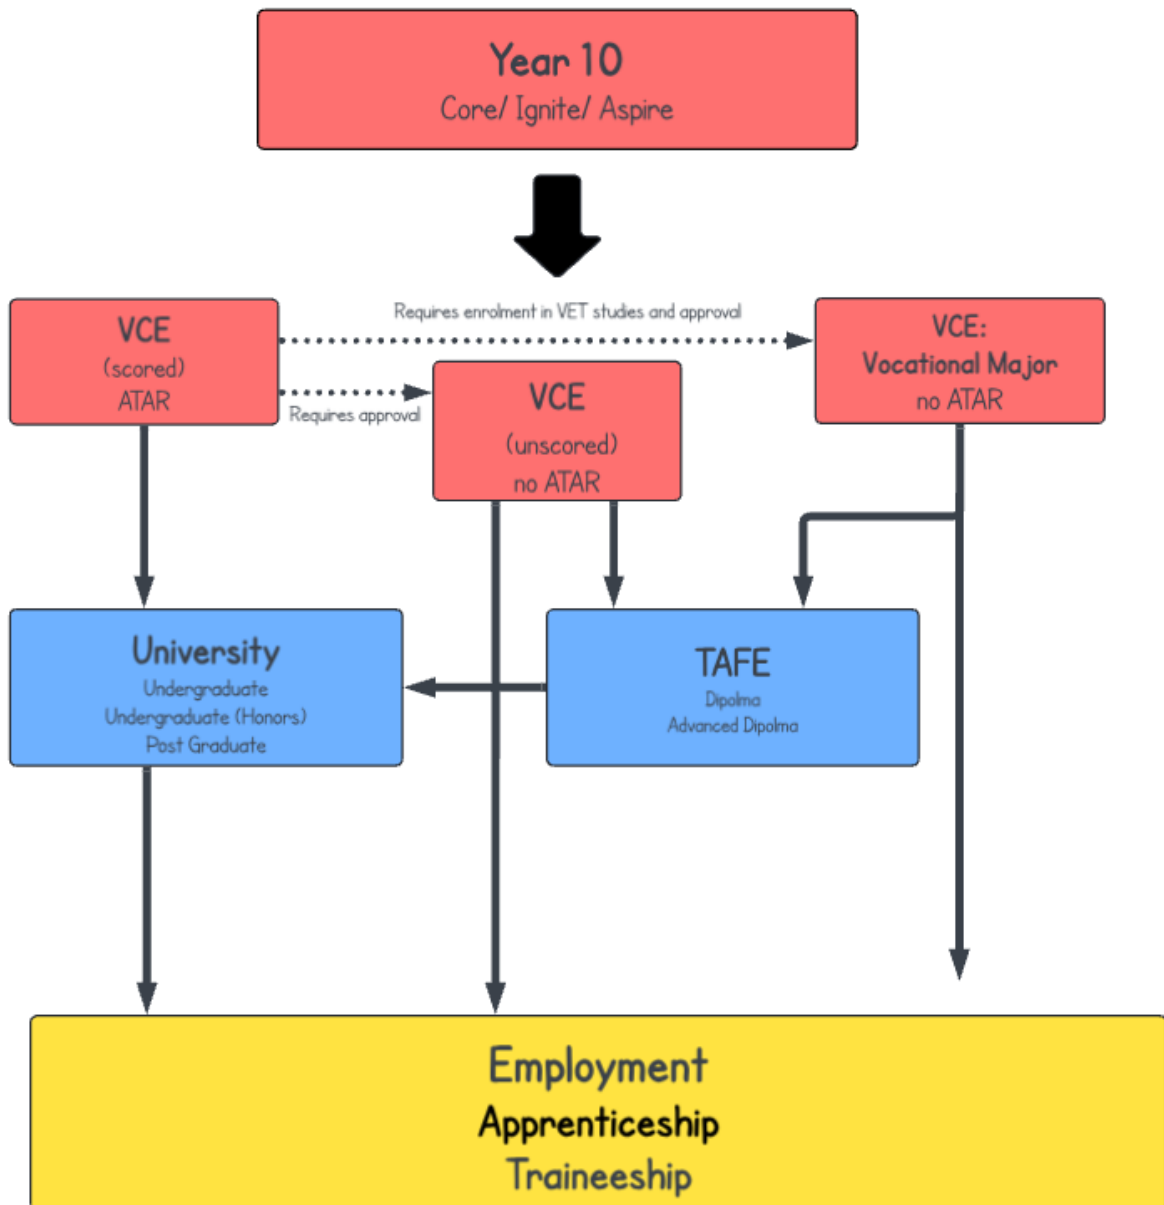 Year 10
Core/ Ignite/ Aspire
Requires enrolment in VET studies and approval
VCE
(scored)
ATAR
Requires approval
VCE
(unscored)
no ATAR
VCE:
Vocational Major
no ATAR
University
Undergraduate
Undergraduate (Honors)
Post Graduate
TAFE
Dipolma
Advanced Dipolma
Employment
Apprenticeship
Traineeship